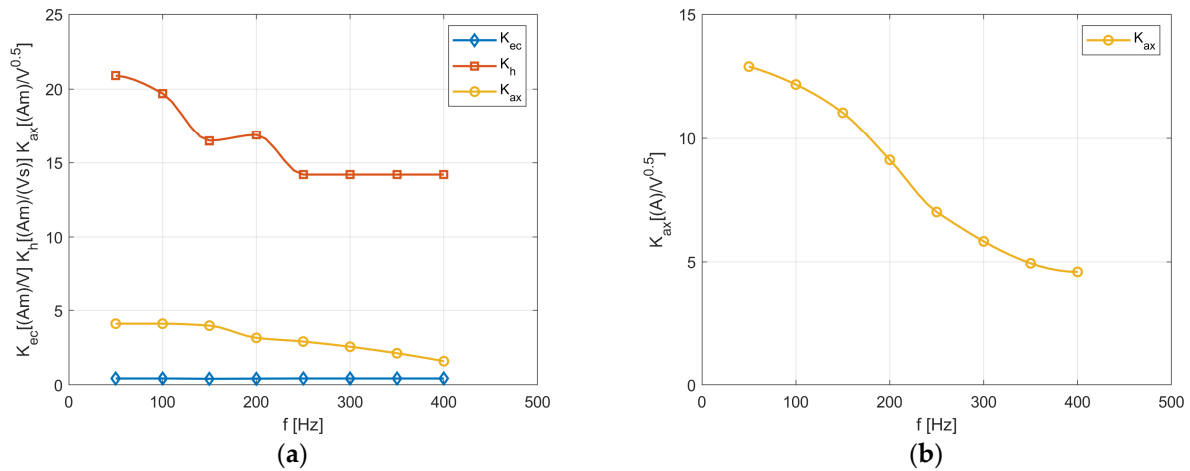 25
20
15
10
5
0
0 100 200 300 400 500
K_ec[(Am)/V] K_h[(Am)/(Vs)] K_ax[(Am)/V^0.5]
f [Hz]
K_ec
K_h
K_ax
(a)
15
10
5
0
0 100 200 300 400 500
K_ax[(A)/V^0.5]
f [Hz]
K_ax
(b)